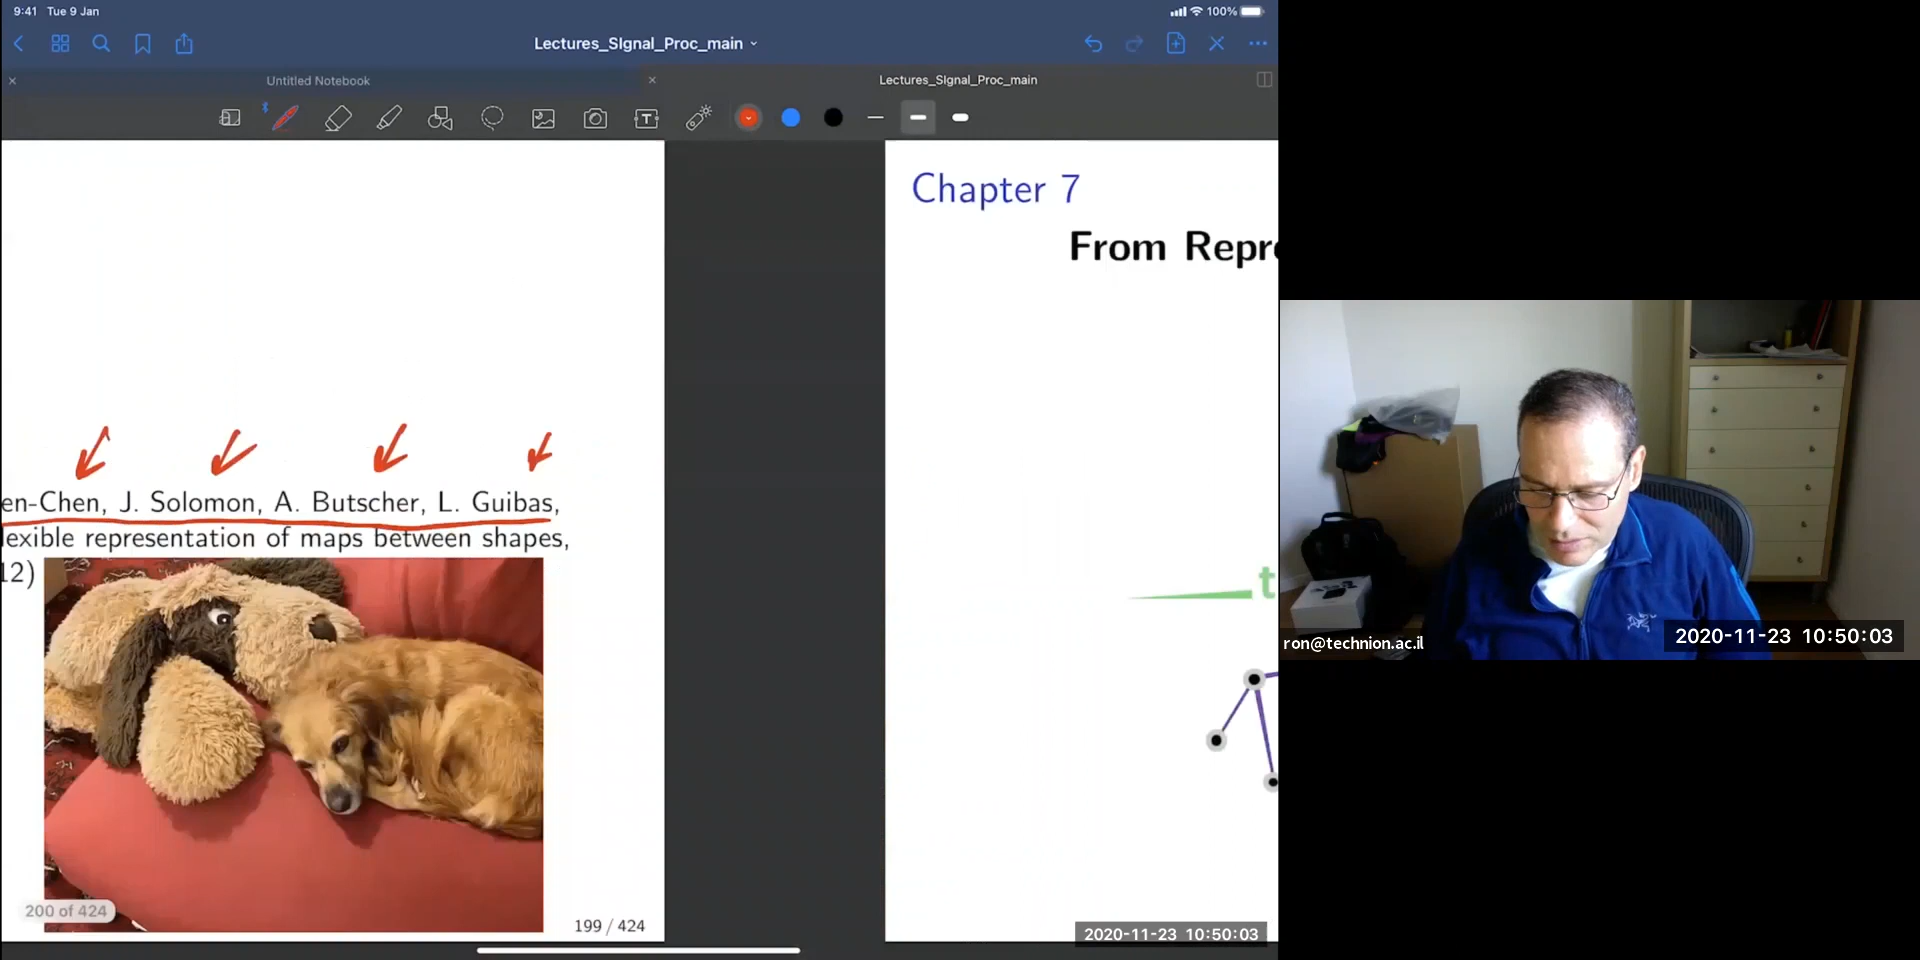 9:41 Tue 9 Jan
100%
Lectures_SIgnal_Proc_main
Untitled Notebook
Lectures_SIgnal_Proc_main
T
en-Chen, J. Solomon, A. Butscher, L. Guibas,
lexible representation of maps between shapes,
12)
200 of 424
199 / 424
Chapter 7
From Repre
t
2020-11-23 10:50:03
ron@technion.ac.il
2020-11-23 10:50:03